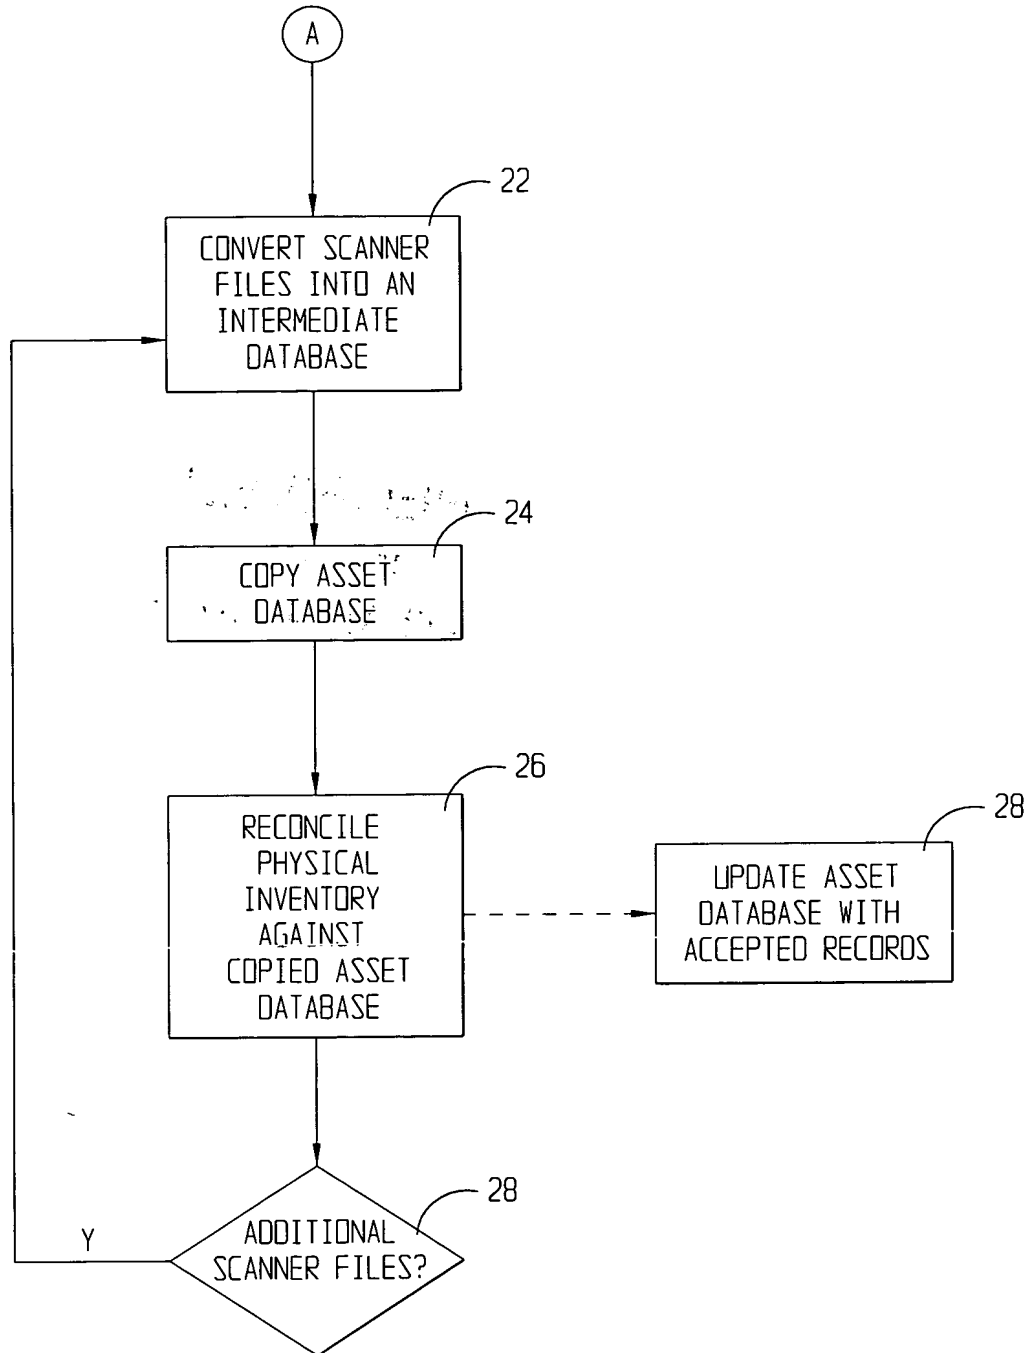 A
22
CONVERT SCANNER
FILES INTO AN
INTERMEDIATE
DATABASE
24
COPY ASSET
DATABASE
26
RECONCILE
PHYSICAL
INVENTORY
AGAINST
COPIED ASSET
DATABASE
28
UPDATE ASSET
DATABASE WITH
ACCEPTED RECORDS
28
ADDITIONAL
SCANNER FILES?
Y